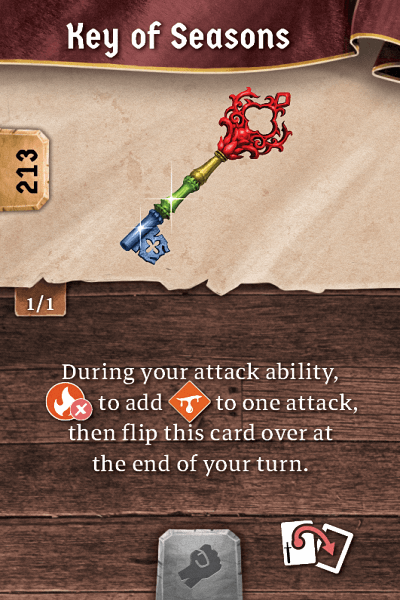 Key of Seasons
213
1/1
During your attack ability,
to add to one attack,
then flip this card over at
the end of your turn.